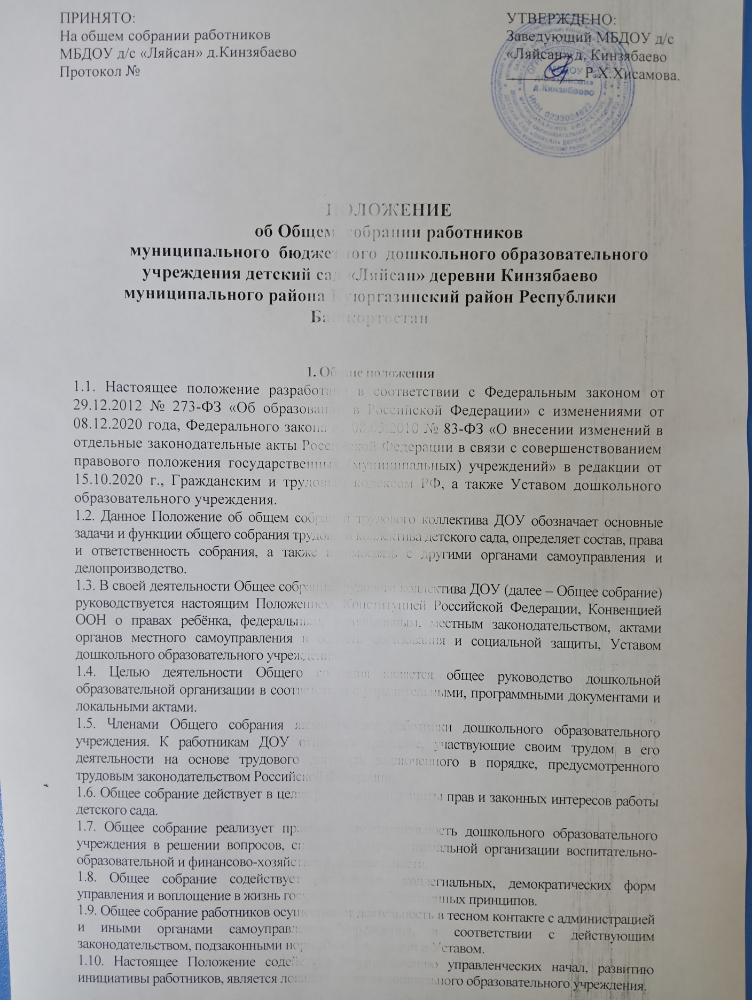 ПРИНЯТО:
На общем собрании работников
МБДОУ д/с «Ляйсан» д.Кинзябаево
Протокол №
УТВЕРЖДЕНО:
Заведующий МБДОУ д/с
«Ляйсан» д. Кинзябаево
Р.Х.Хисамова.
МБДОУ
д/с «Ляйсан»
д.Кинзябаево
ИНН 0233004022
ПОЛОЖЕНИЕ
об Общем собрании работников
муниципального бюджетного дошкольного образовательного
учреждения детский сад «Ляйсан» деревни Кинзябаево
муниципального района Куюргазинский район Республики
Башкортостан
1. Общие положения
1.1. Настоящее положение разработано в соответствии с Федеральным законом от
29.12.2012 № 273-ФЗ «Об образовании в Российской Федерации» с изменениями от
08.12.2020 года, Федерального закона от 08.05.2010 № 83-ФЗ «О внесении изменений в
отдельные законодательные акты Российской Федерации в связи с совершенствованием
правового положения государственных (муниципальных) учреждений» в редакции от
15.10.2020 г., Гражданским и трудовым кодексом РФ, а также Уставом дошкольного
образовательного учреждения.
1.2. Данное Положение об общем собрании трудового коллектива ДОУ обозначает основные
задачи и функции общего собрания трудового коллектива детского сада, определяет состав, права
и ответственность собрания, а также взаимосвязь с другими органами самоуправления и
делопроизводство.
1.3. В своей деятельности Общее собрание трудового коллектива ДОУ (далее – Общее собрание)
руководствуется настоящим Положением, Конституцией Российской Федерации, Конвенцией
ООН о правах ребёнка, федеральным, региональным, местным законодательством, актами
органов местного самоуправления в области образования и социальной защиты, Уставом
дошкольного образовательного учреждения
1.4. Целью деятельности Общего собрания является общее руководство дошкольной
образовательной организации в соответствии с учредительными, программными документами и
локальными актами.
1.5. Членами Общего собрания являются все работники дошкольного образовательного
учреждения. К работникам ДОУ относятся граждане, участвующие своим трудом в его
деятельности на основе трудового договора, заключенного в порядке, предусмотренного
трудовым законодательством Российской Федерации.
1.6. Общее собрание действует в целях прав и законных интересов работы
детского сада.
1.7. Общее собрание реализует дошкольного образовательного
учреждения в решении вопросов, оптимальной организации воспитательно-
образовательной и финансово-хозяйственной деятельности.
1.8. Общее собрание содействует коллегиальных, демократических форм
управления и воплощение в жизнь принципов.
1.9. Общее собрание работников осуществляет деятельность в тесном контакте с администрацией
и иными органами самоуправления учреждения, в соответствии с действующим
законодательством, подзаконными и Уставом.
1.10. Настоящее Положение управленческих начал, развитию
инициативы работников, является дошкольного образовательного учреждения.